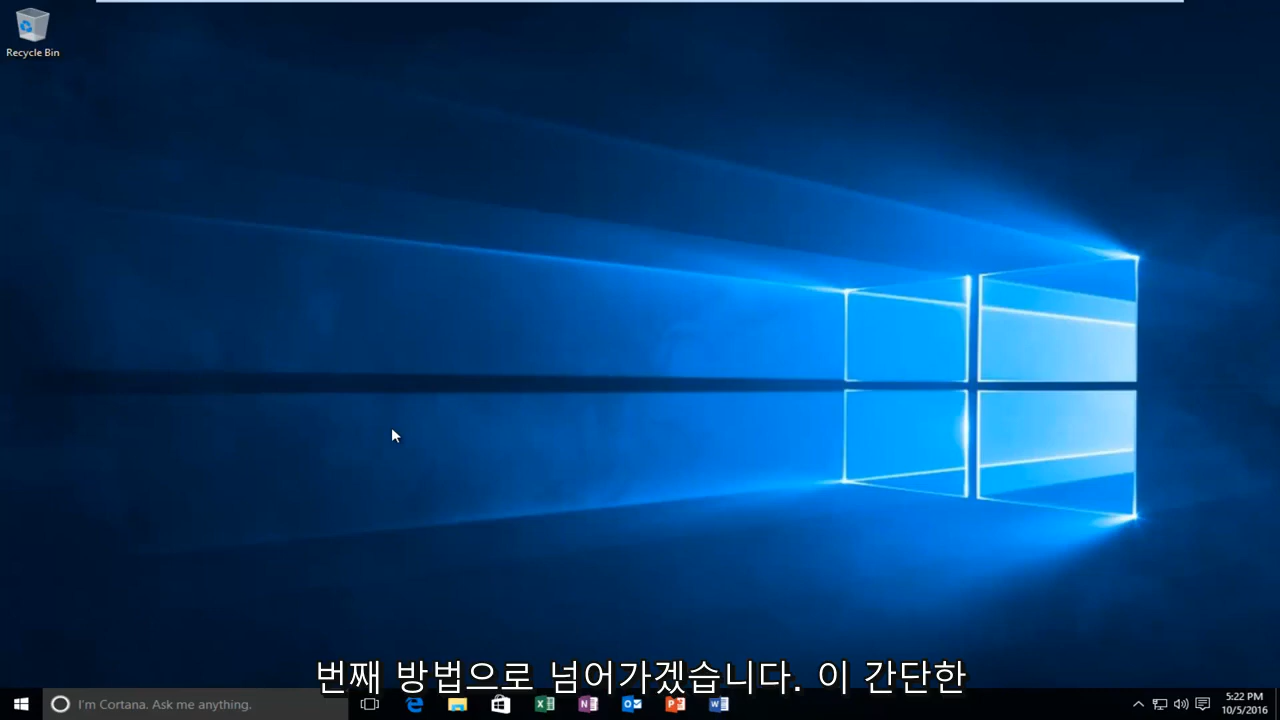 Recycle Bin
번째 방법으로 넘어가겠습니다. 이 간단한
I'm Cortana. Ask me anything.
5:22 PM
10/5/2016